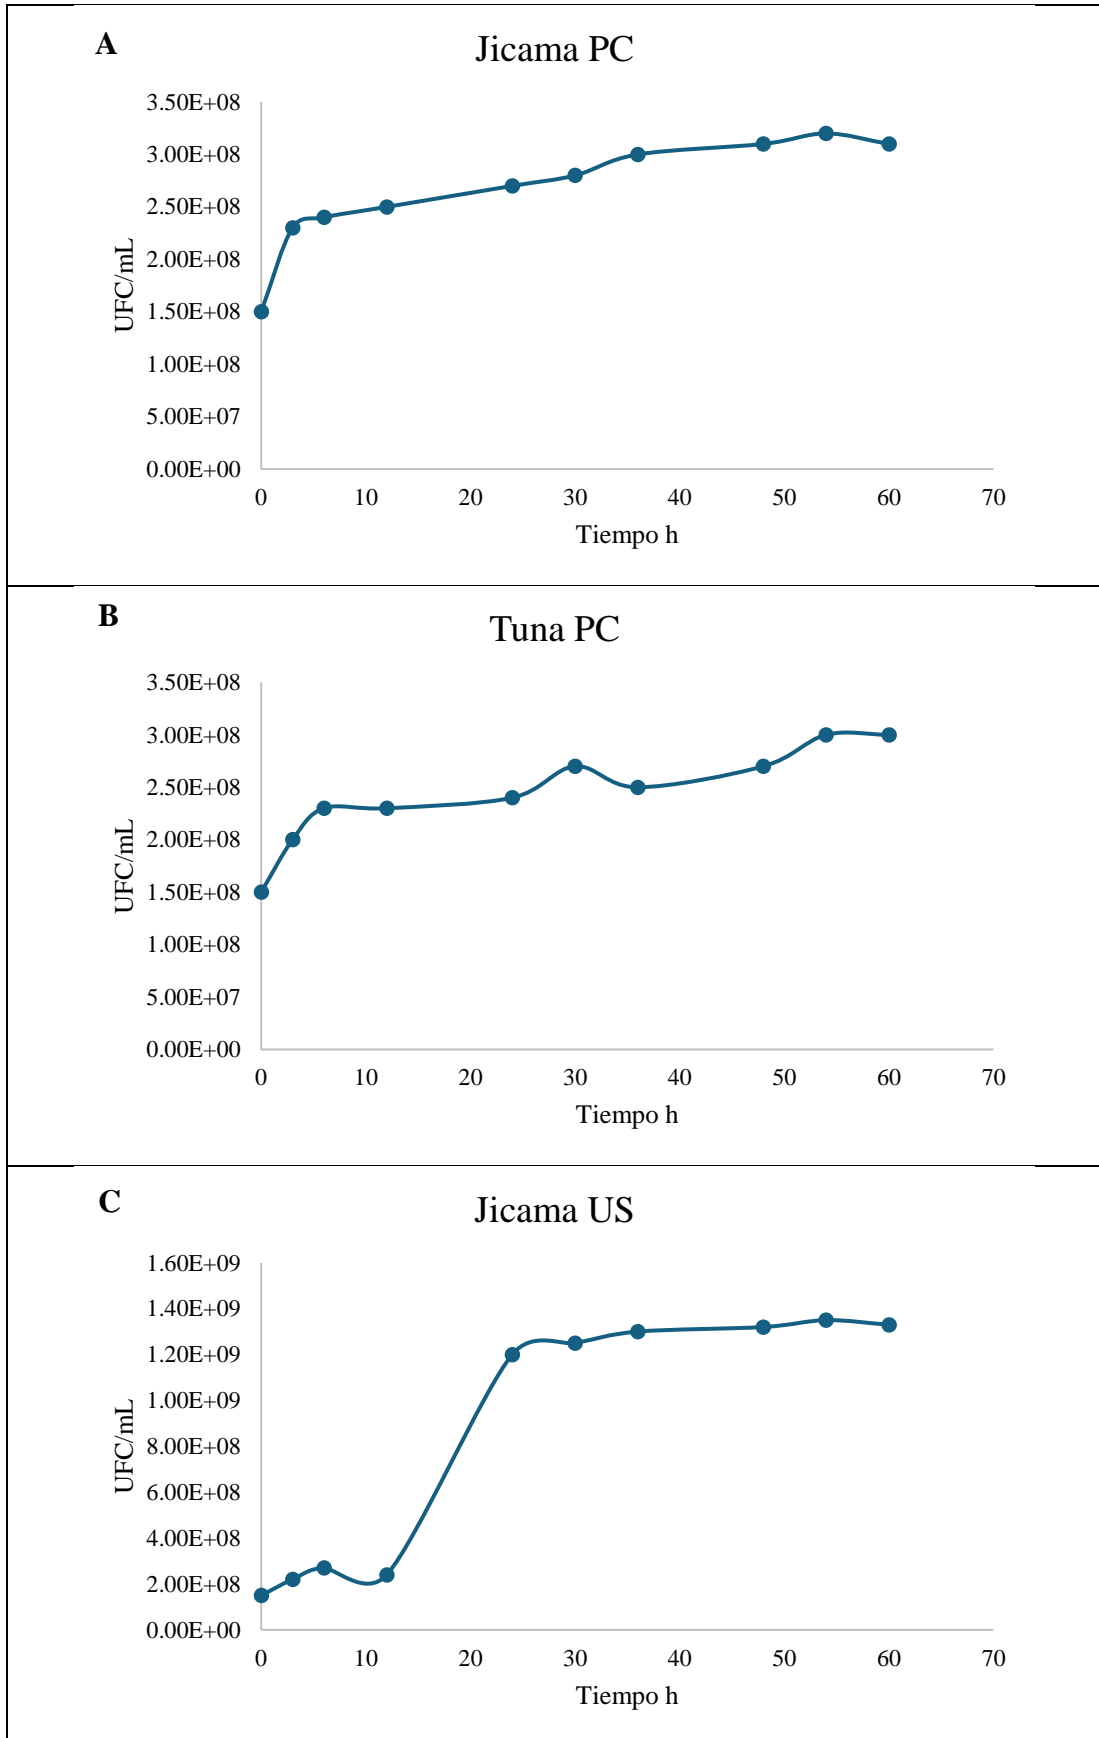 A
Jicama PC
3.50E+08
3.00E+08
2.50E+08
2.00E+08
1.50E+08
1.00E+08
5.00E+07
0.00E+00
UFC/mL
0 10 20 30 40 50 60 70
Tiempo h
B
Tuna PC
3.50E+08
3.00E+08
2.50E+08
2.00E+08
1.50E+08
1.00E+08
5.00E+07
0.00E+00
UFC/mL
0 10 20 30 40 50 60 70
Tiempo h
C
Jicama US
1.60E+09
1.40E+09
1.20E+09
1.00E+09
8.00E+08
6.00E+08
4.00E+08
2.00E+08
0.00E+00
UFC/mL
0 10 20 30 40 50 60 70
Tiempo h